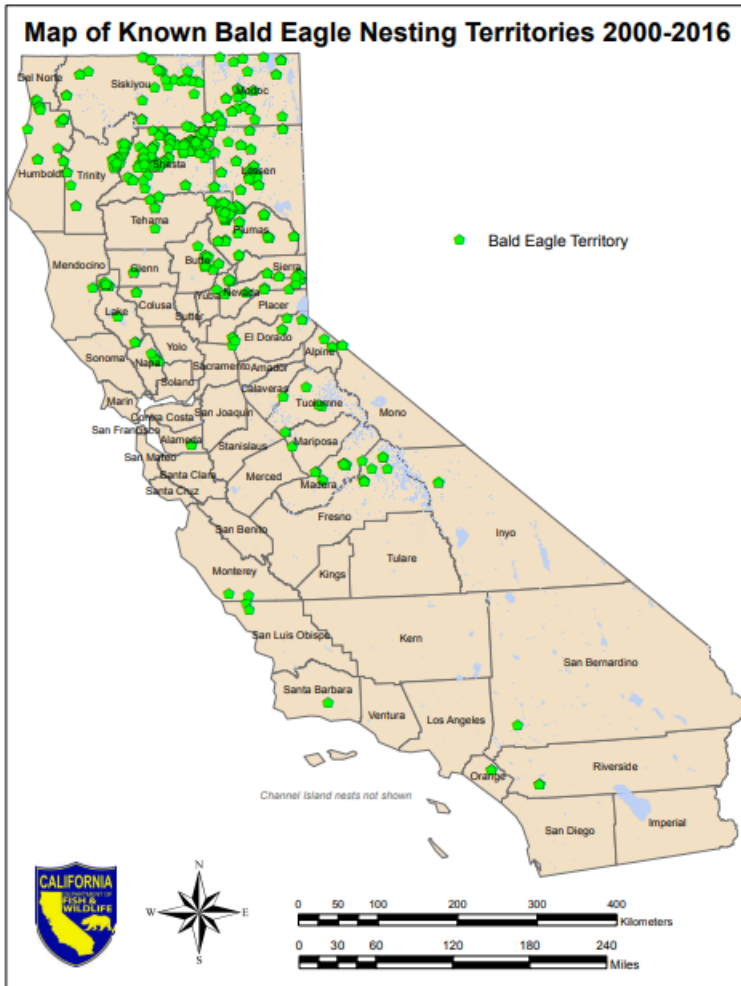 Map of Known Bald Eagle Nesting Territories 2000-2016
Del Norte
Siskiyou
Modoc
Humboldt
Trinity
Shasta
Lassen
Tehama
Plumas
Mendocino
Glenn
Butte
Sierra
Lake
Colusa
Yuba
Nevada
Sutter
Placer
Sonoma
Napa
Yolo
El Dorado
Alpine
Solano
Sacramento
Amador
Marin
Calaveras
Contra Costa
San Joaquin
Tuolumne
Mono
San Francisco
Alameda
Stanislaus
Mariposa
San Mateo
Santa Clara
Merced
Madera
Santa Cruz
Fresno
San Benito
Inyo
Monterey
Kings
Tulare
San Luis Obispo
Kern
San Bernardino
Santa Barbara
Ventura
Los Angeles
Orange
Riverside
San Diego
Imperial
Bald Eagle Territory
Channel Island nests not shown
CALIFORNIA
DEPARTMENT OF
FISH &
WILDLIFE
N
W
E
S
0 50 100 200 300 400
Kilometers
0 30 60 120 180 240
Miles